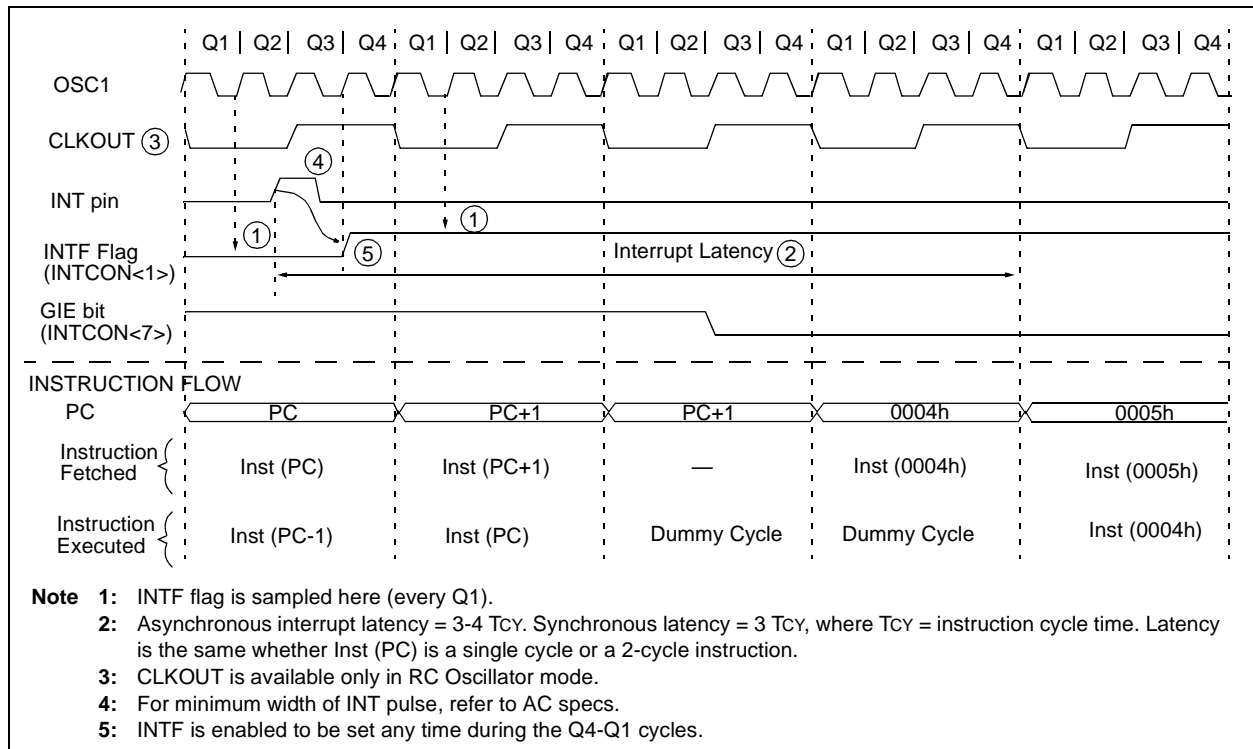 Q1 | Q2 | Q3 | Q4 Q1 | Q2 | Q3 | Q4 Q1 | Q2 | Q3 | Q4 Q1 | Q2 | Q3 | Q4 Q1 | Q2 | Q3 | Q4
OSC1
CLKOUT ③
④
INT pin
① ①
INTF Flag
(INTCON<1>)
⑤
Interrupt Latency ②
GIE bit
(INTCON<7>)
INSTRUCTION FLOW
PC PC PC+1 PC+1 0004h 0005h
Instruction
Fetched
Inst (PC) Inst (PC+1) — Inst (0004h) Inst (0005h)
Instruction
Executed
Inst (PC-1) Inst (PC) Dummy Cycle Dummy Cycle Inst (0004h)
Note 1: INTF flag is sampled here (every Q1).
2: Asynchronous interrupt latency = 3-4 TCY. Synchronous latency = 3 TCY, where TCY = instruction cycle time. Latency
is the same whether Inst (PC) is a single cycle or a 2-cycle instruction.
3: CLKOUT is available only in RC Oscillator mode.
4: For minimum width of INT pulse, refer to AC specs.
5: INTF is enabled to be set any time during the Q4-Q1 cycles.